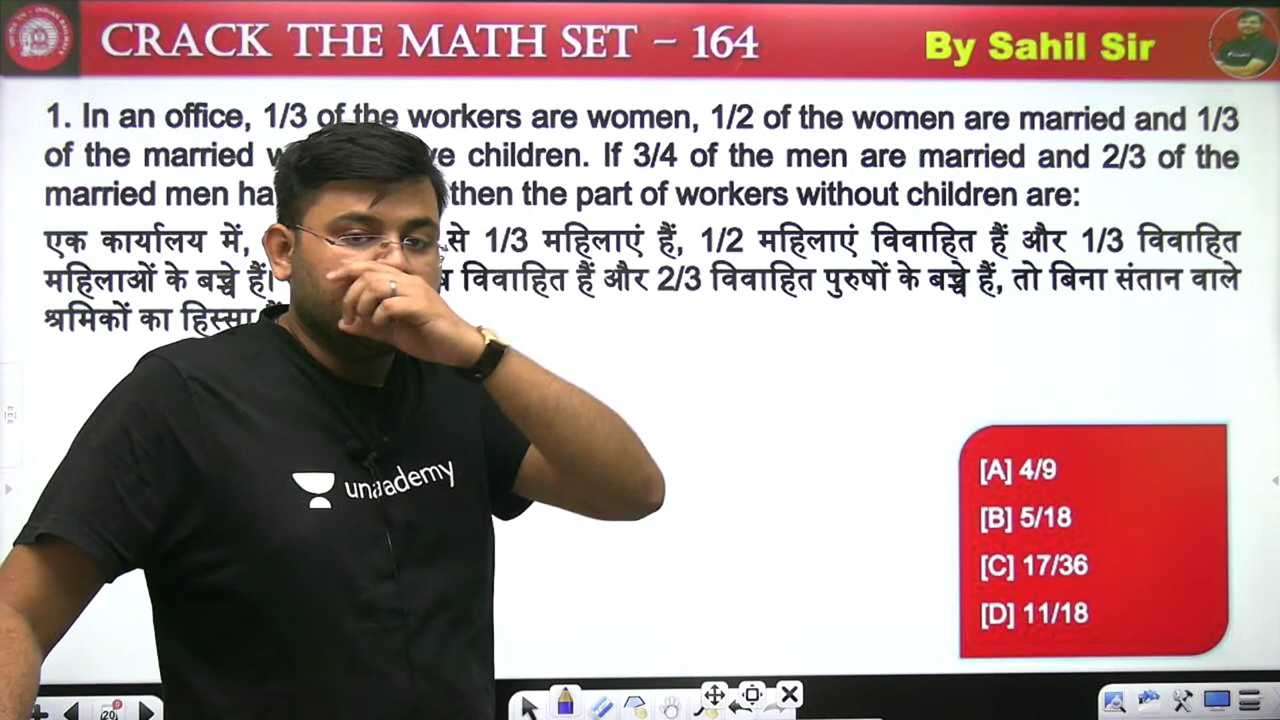 CRACK THE MATH SET – 164
By Sahil Sir
1. In an office, 1/3 of the workers are women, 1/2 of the women are married and 1/3
of the married children. If 3/4 of the men are married and 2/3 of the
married men then the part of workers without children are:
एक कार्यालय में, से 1/3 महिलाएं हैं, 1/2 महिलाएं विवाहित हैं और 1/3 विवाहित
महिलाओं के बच्चे हैं। विवाहित हैं और 2/3 विवाहित पुरुषों के बच्चे हैं, तो बिना संतान वाले
श्रमिकों का हिस्सा
unacademy
[A] 4/9
[B] 5/18
[C] 17/36
[D] 11/18
20